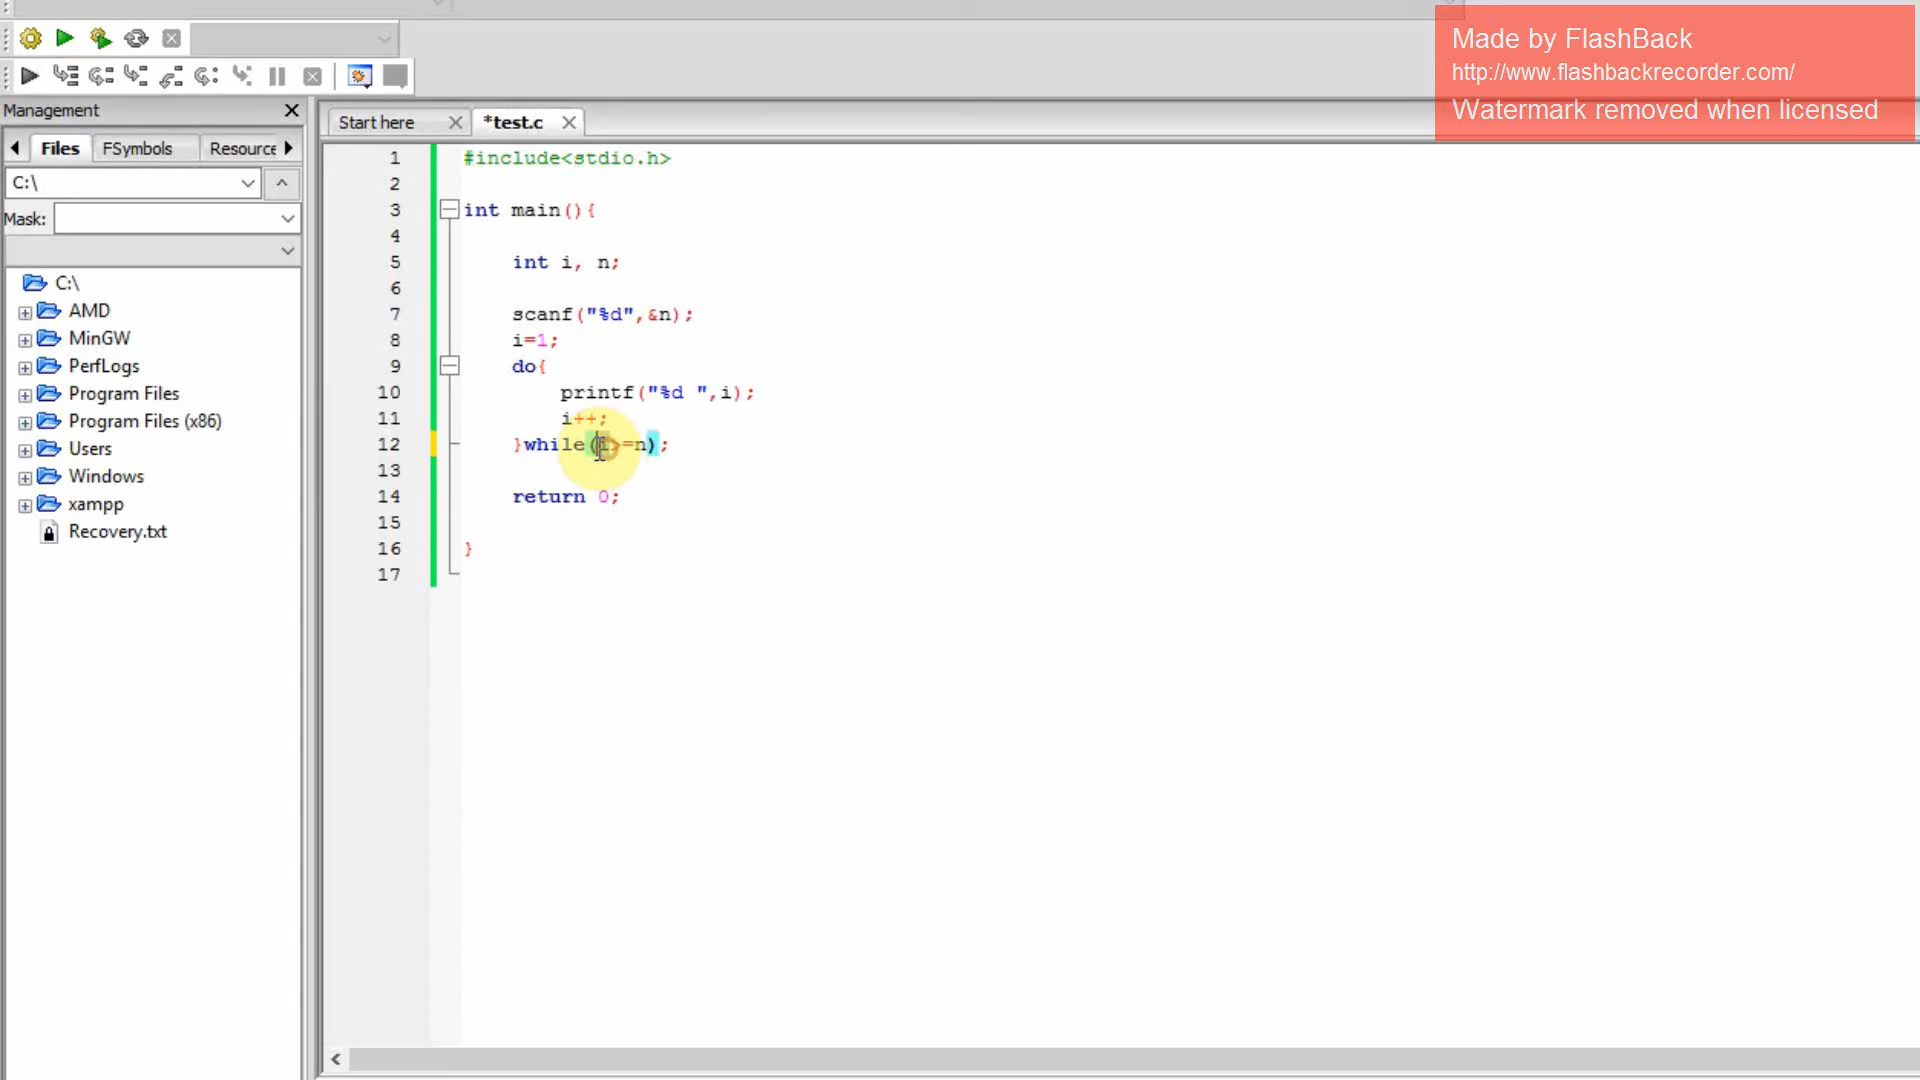 Made by FlashBack
http://www.flashbackrecorder.com/
Watermark removed when licensed
Management
Files FSymbols Resource
C:\
Mask:
C:\
AMD
MinGW
PerfLogs
Program Files
Program Files (x86)
Users
Windows
xampp
Recovery.txt
Start here *test.c
1 #include<stdio.h>
2
3 int main(){
4
5 int i, n;
6
7 scanf("%d",&n);
8 i=1;
9 do{
10 printf("%d ",i);
11 i++;
12 }while(i>=n);
13
14 return 0;
15
16 }
17